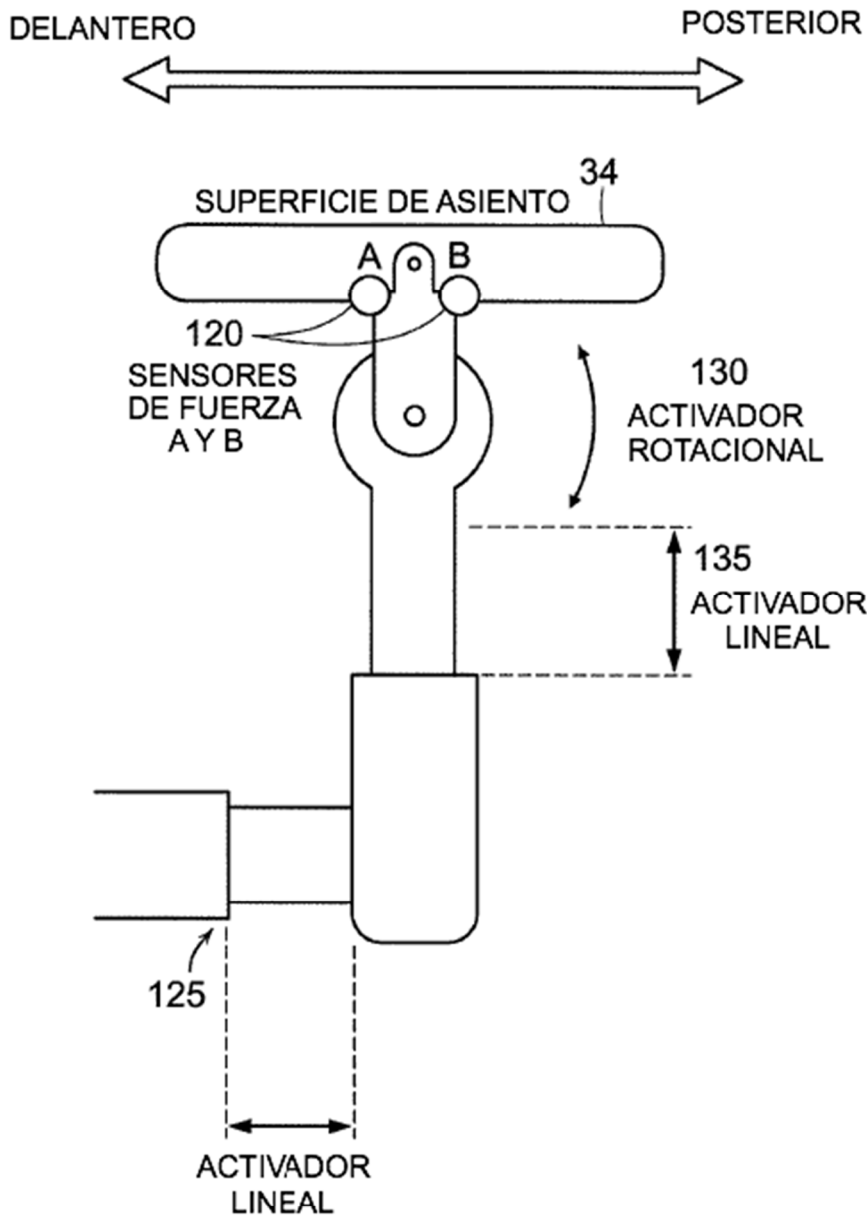 DELANTERO
POSTERIOR
34
SUPERFICIE DE ASIENTO
A
B
120
SENSORES
DE FUERZA
A Y B
130
ACTIVADOR
ROTACIONAL
135
ACTIVADOR
LINEAL
125
ACTIVADOR
LINEAL